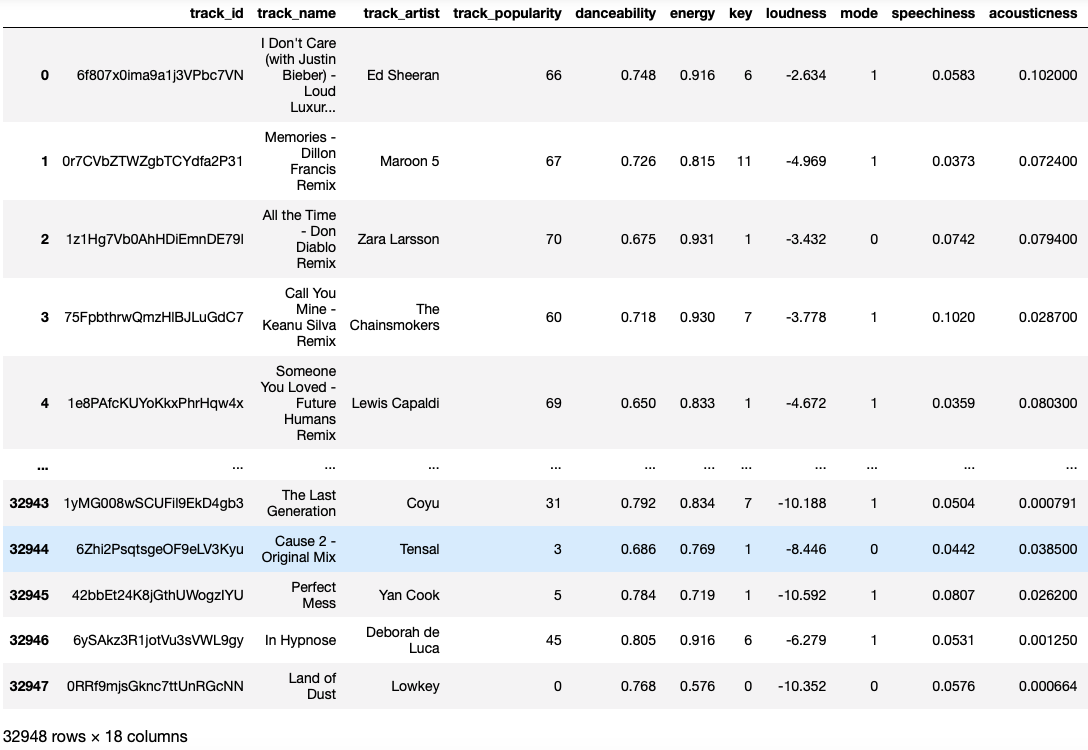 track_id track_name track_artist track_popularity danceability energy key loudness mode speechiness acousticness
I Don't Care
(with Justin
Bieber) -
0 6f807x0ima9a1j3VPbc7VN Loud Ed Sheeran 66 0.748 0.916 6 -2.634 1 0.0583 0.102000
Luxur...
Memories -
Dillon
1 0r7CVbZTWZgbTCYdfa2P31 Francis Maroon 5 67 0.726 0.815 11 -4.969 1 0.0373 0.072400
Remix
All the Time
- Don
2 1z1Hg7Vb0AhHDiEmnDE79l Diablo Zara Larsson 70 0.675 0.931 1 -3.432 0 0.0742 0.079400
Remix
Call You
Mine - The
3 75FpbthrwQmzHlBJLuGdC7 Keanu Silva Chainsmokers 60 0.718 0.930 7 -3.778 1 0.1020 0.028700
Remix
Someone
You Loved -
4 1e8PAfcKUYoKkxPhrHqw4x Future Lewis Capaldi 69 0.650 0.833 1 -4.672 1 0.0359 0.080300
Humans
Remix
... ... ... ... ... ... ... ... ... ... ... ...
The Last
32943 1yMG008wSCUFil9EkD4gb3 Generation Coyu 31 0.792 0.834 7 -10.188 1 0.0504 0.000791
Cause 2 -
32944 6Zhi2PsqtsgeOF9eLV3Kyu Original Mix Tensal 3 0.686 0.769 1 -8.446 0 0.0442 0.038500
Perfect
32945 42bbEt24K8jGthUWogzIYU Mess Yan Cook 5 0.784 0.719 1 -10.592 1 0.0807 0.026200
Deborah de
32946 6ySAkz3R1jotVu3sVWL9gy In Hypnose Luca 45 0.805 0.916 6 -6.279 1 0.0531 0.001250
Land of
32947 0RRf9mjsGknc7ttUnRGcNN Dust Lowkey 0 0.768 0.576 0 -10.352 0 0.0576 0.000664
32948 rows × 18 columns